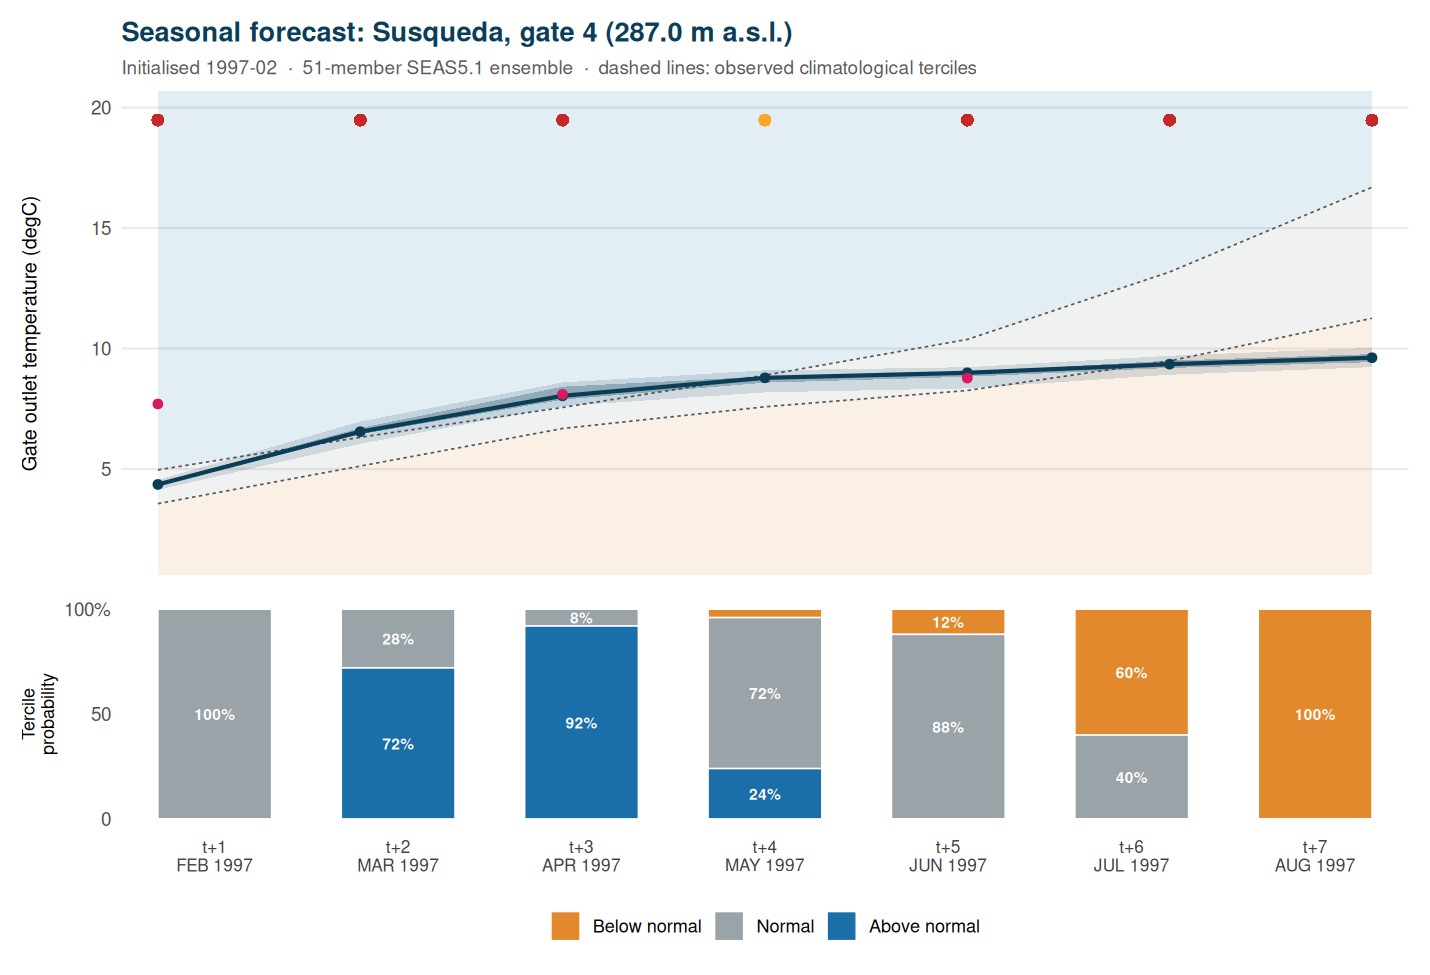 Seasonal forecast: Susqueda, gate 4 (287.0 m a.s.l.)
Initialised 1997-02 · 51-member SEAS5.1 ensemble · dashed lines: observed climatological terciles
Gate outlet temperature (degC)
20
15
10
5
Tercile
probability
100%
50
0
100%
28%
72%
8%
92%
72%
24%
12%
88%
60%
40%
100%
t+1
FEB 1997
t+2
MAR 1997
t+3
APR 1997
t+4
MAY 1997
t+5
JUN 1997
t+6
JUL 1997
t+7
AUG 1997
Below normal
Normal
Above normal